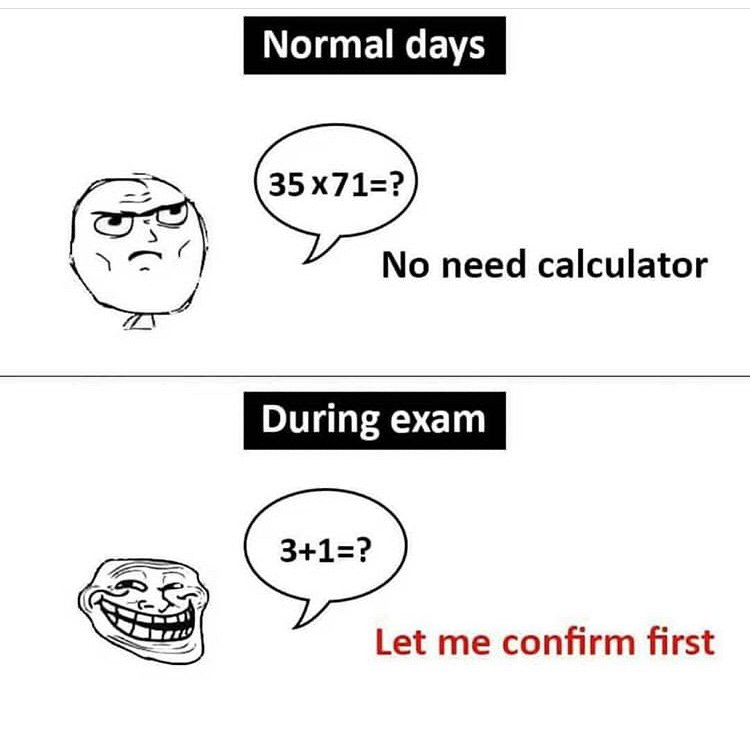 Normal days
35 x71=?
No need calculator
During exam
3+1=?
Let me confirm first